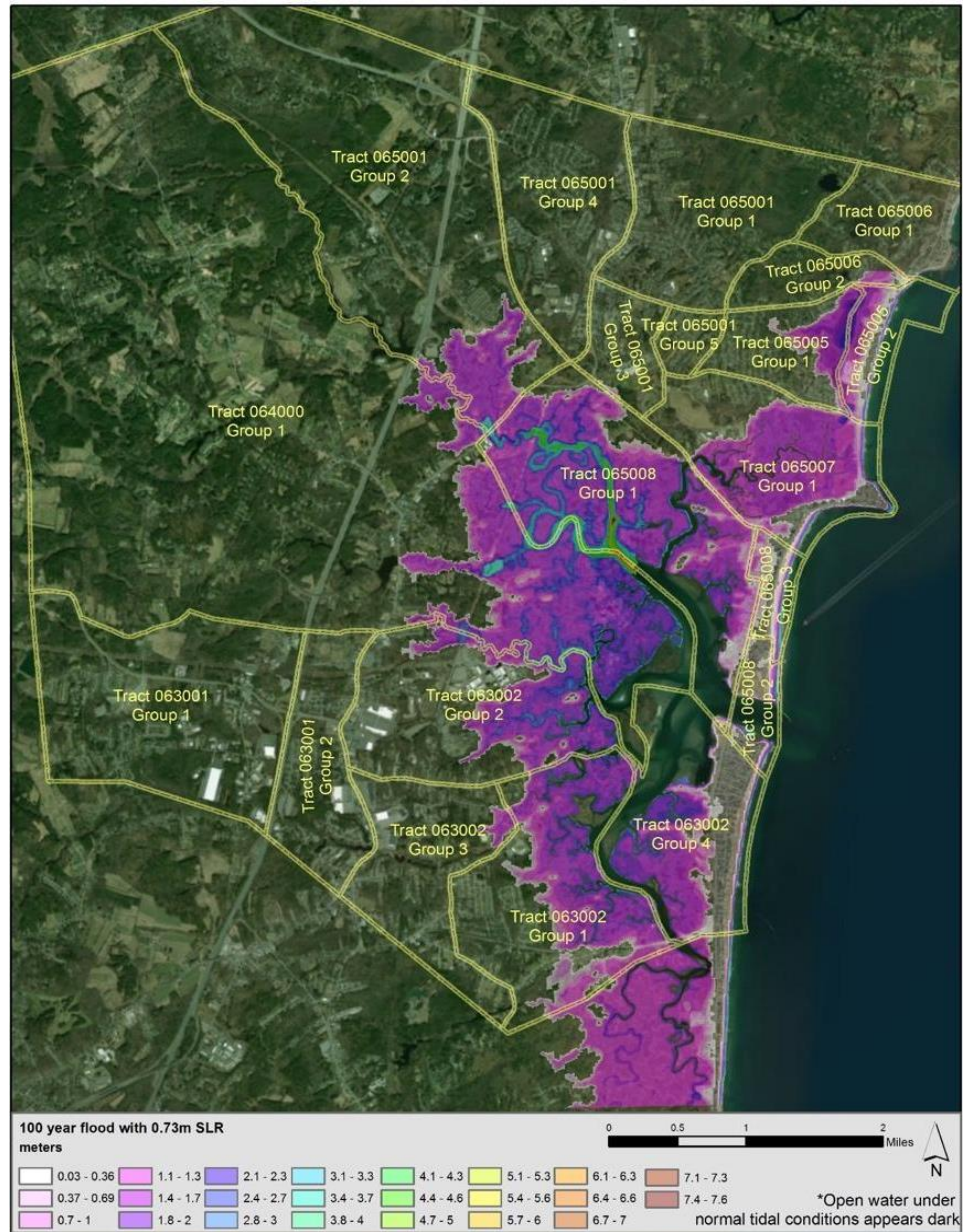 Tract 065001
Group 2
Tract 065001
Group 4
Tract 065001
Group 1
Tract 065006
Group 1
Tract 065006
Group 2
Tract 065001
Group 3
Tract 065001
Group 5
Tract 065005
Group 1
Tract 065005
Group 2
Tract 064000
Group 1
Tract 065008
Group 1
Tract 065007
Group 1
Tract 065008
Group 3
Tract 065008
Group 2
Tract 063001
Group 1
Tract 063001
Group 2
Tract 063002
Group 2
Tract 063002
Group 3
Tract 063002
Group 4
Tract 063002
Group 1
100 year flood with 0.73m SLR
meters
0 0.5 1 2
Miles
N
0.03 - 0.36 1.1 - 1.3 2.1 - 2.3 3.1 - 3.3 4.1 - 4.3 5.1 - 5.3 6.1 - 6.3 7.1 - 7.3
0.37 - 0.69 1.4 - 1.7 2.4 - 2.7 3.4 - 3.7 4.4 - 4.6 5.4 - 5.6 6.4 - 6.6 7.4 - 7.6
0.7 - 1 1.8 - 2 2.8 - 3 3.8 - 4 4.7 - 5 5.7 - 6 6.7 - 7
*Open water under
normal tidal conditions appears dark